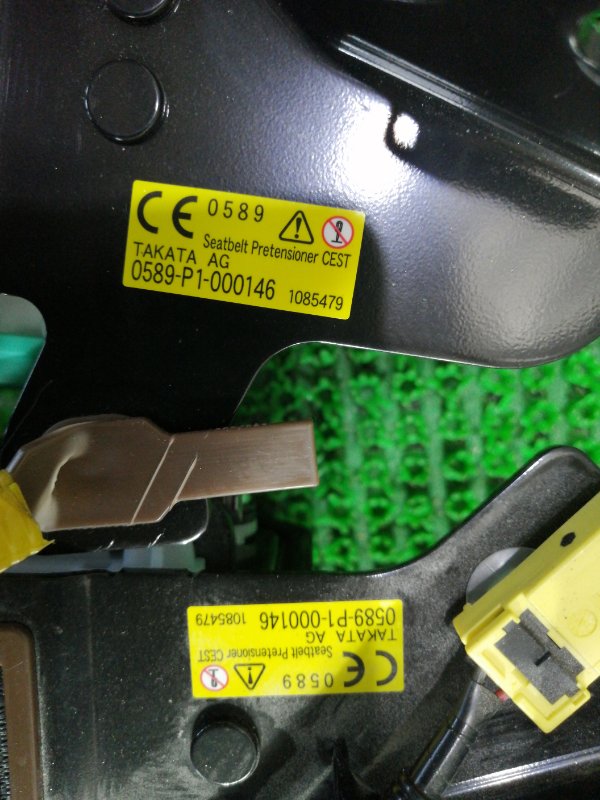 CE 0589
Seatbelt Pretensioner CEST
TAKATA AG
0589-P1-000146 1085479
CE 0589
Seatbelt Pretensioner CEST
TAKATA AG
0589-P1-000146 1085479